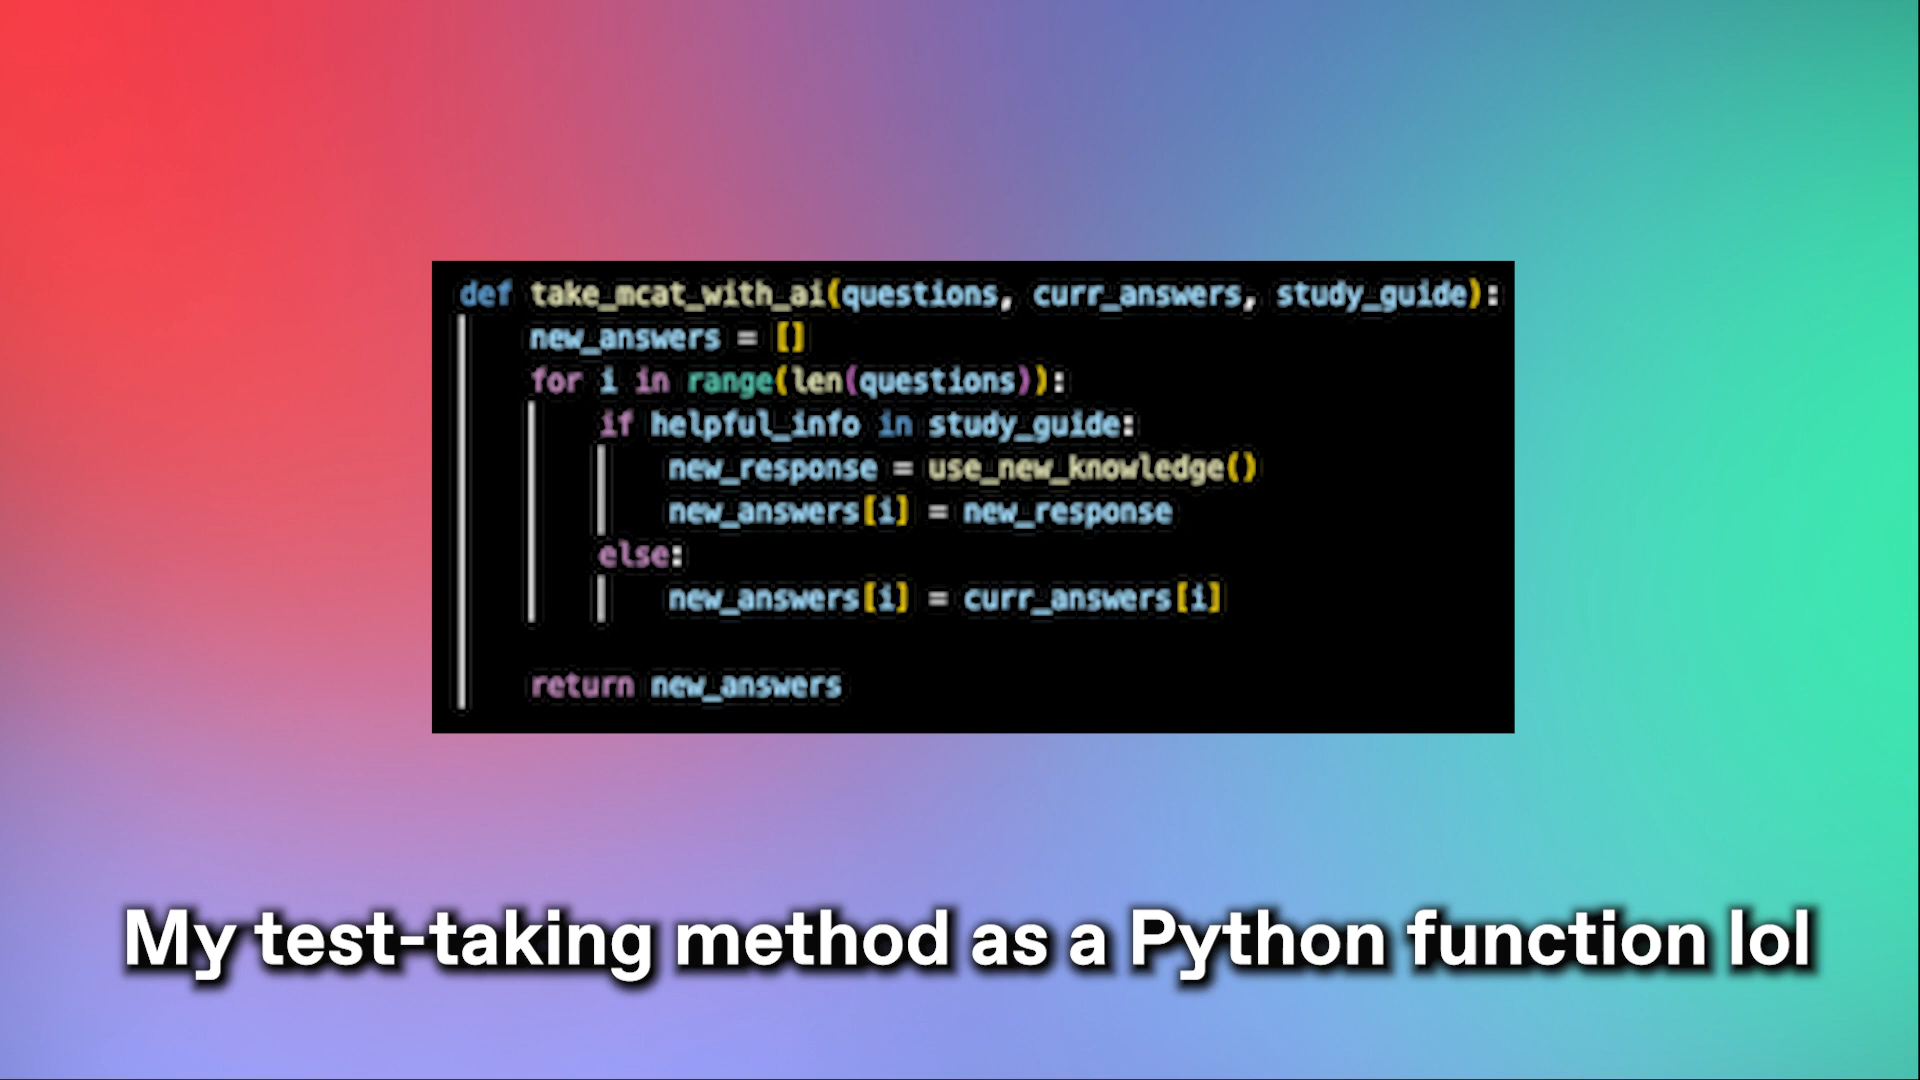 def take_mcat_with_ai(questions, curr_answers, study_guide):
new_answers = []
for i in range(len(questions)):
if helpful_info in study_guide:
new_response = use_new_knowledge()
new_answers[i] = new_response
else:
new_answers[i] = curr_answers[i]
return new_answers
My test-taking method as a Python function lol